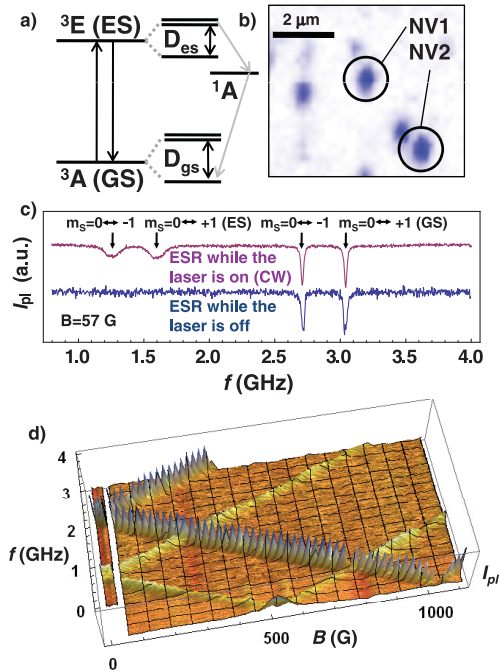 a)
³E (ES)
D_es
¹A
³A (GS)
D_gs
b)
2 μm
NV1
NV2
c)
m_S=0↔ -1
m_S=0↔ +1 (ES)
m_S=0↔ -1
m_S=0↔ +1 (GS)
I_pl (a.u.)
ESR while the
laser is on (CW)
ESR while the
laser is off
B=57 G
1.0
1.5
2.0
2.5
3.0
3.5
4.0
f (GHz)
d)
4
3
2
1
0
f (GHz)
0
500
1000
B (G)
I_pl